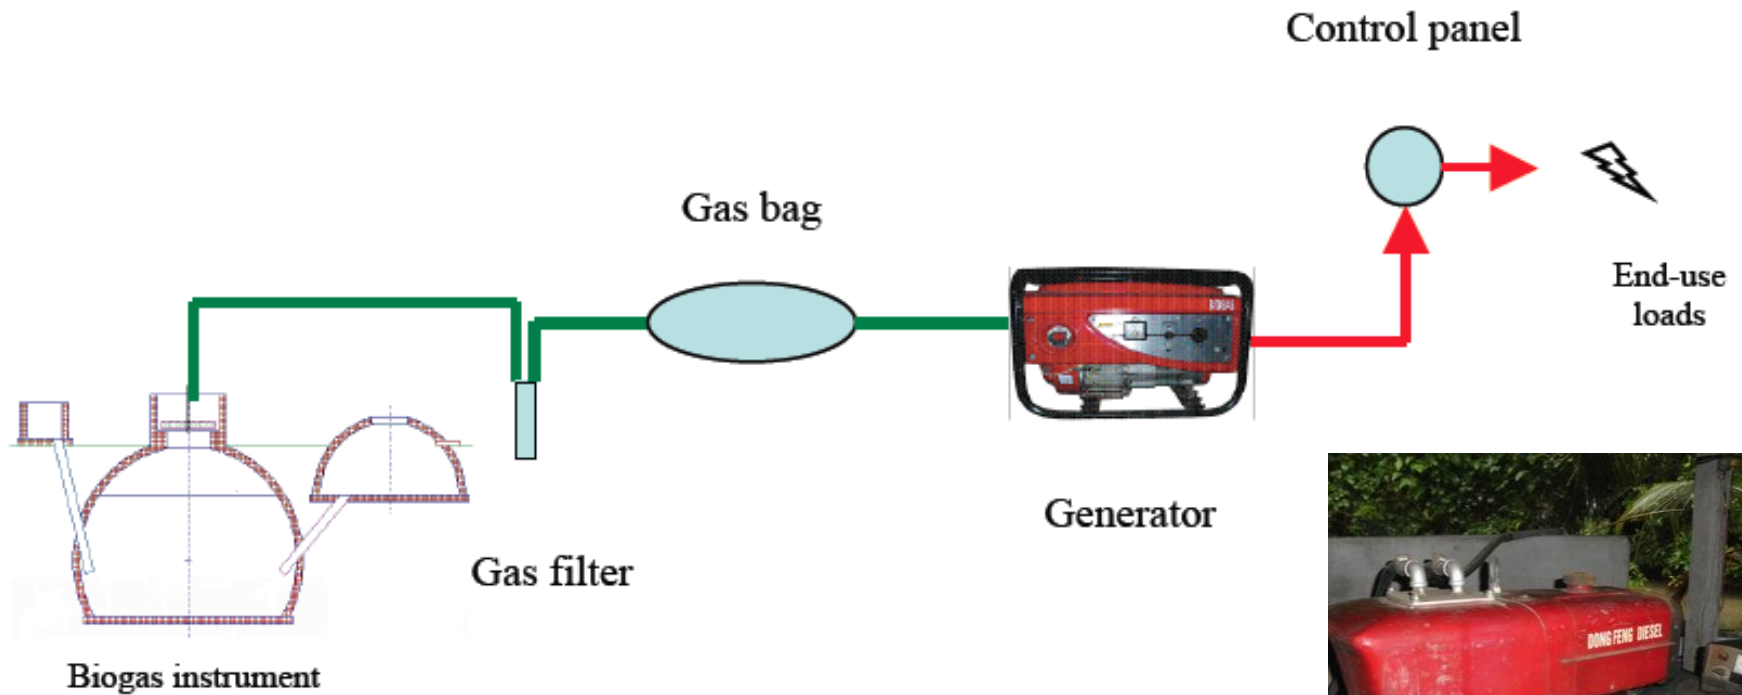 Control panel
Gas bag
End-use
loads
Generator
Gas filter
Biogas instrument
DONG FENG DIESEL